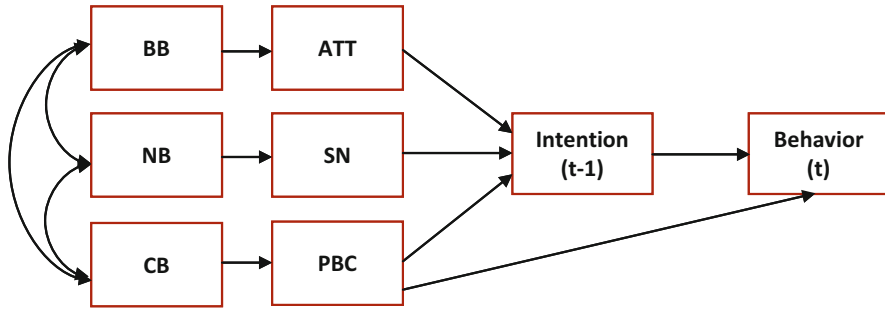 BB
ATT
NB
SN
Intention
(t-1)
Behavior
(t)
CB
PBC